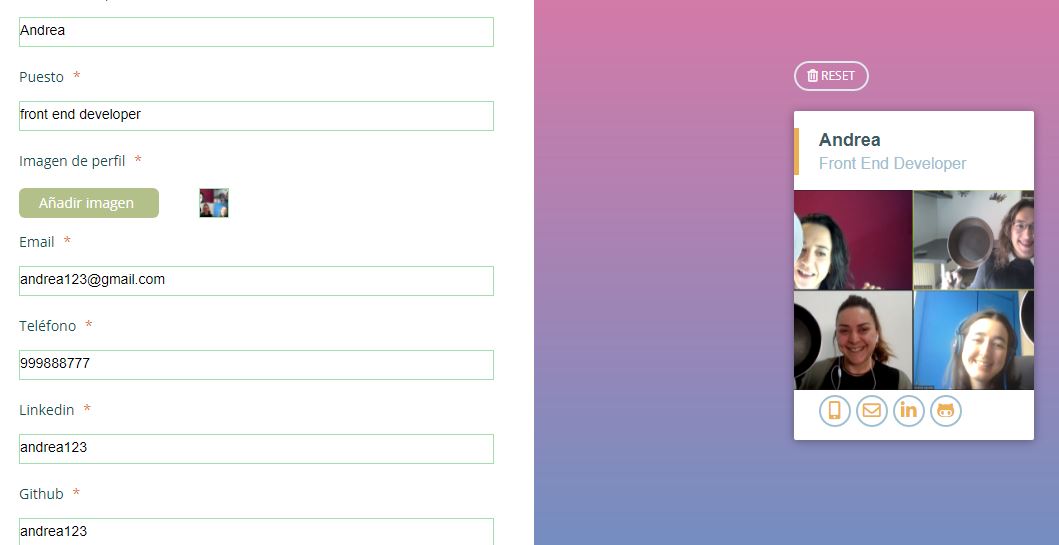 Andrea
Puesto *
front end developer
Imagen de perfil *
Añadir imagen
Email *
andrea123@gmail.com
Teléfono *
999888777
Linkedin *
andrea123
Github *
andrea123
RESET
Andrea
Front End Developer
in